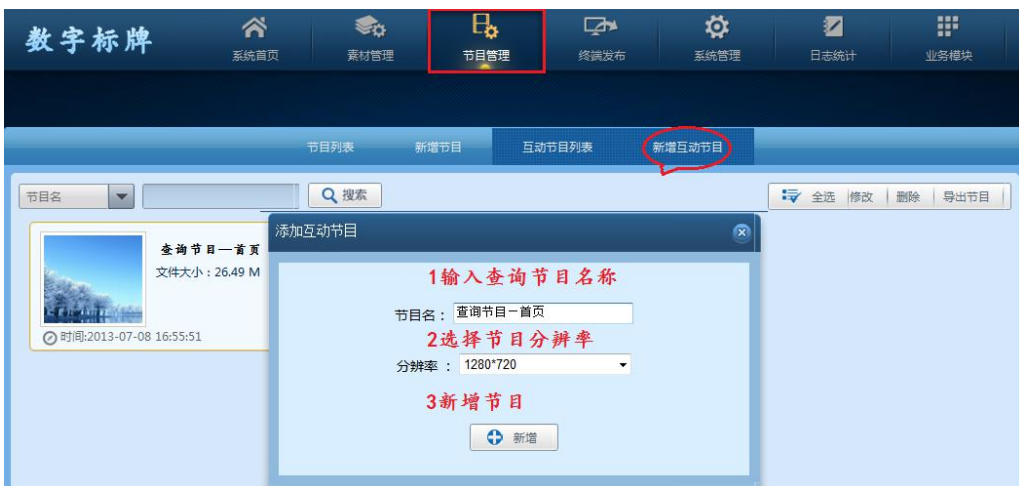 数字标牌
系统首页 素材管理 节目管理 终端发布 系统管理 日志统计 业务模块
节目列表 新增节目 互动节目列表 新增互动节目
节目名 搜索 全选 修改 删除 导出节目
添加互动节目
查询节目—首页
文件大小：26.49 M
时间:2013-07-08 16:55:51
1输入查询节目名称
节目名： 查询节目－首页
2选择节目分辨率
分辨率 ： 1280*720
3新增节目
新增